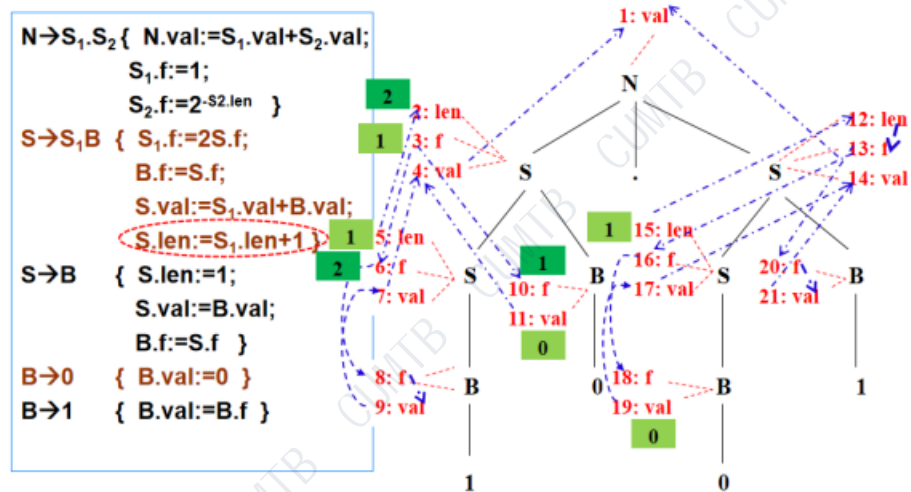 N→S₁.S₂ { N.val:=S₁.val+S₂.val;
S₁.f:=1;
S₂.f:=2^-S2.len }
S→S₁B { S₁.f:=2S.f;
B.f:=S.f;
S.val:=S₁.val+B.val;
S.len:=S₁.len+1 }
S→B { S.len:=1;
S.val:=B.val;
B.f:=S.f }
B→0 { B.val:=0 }
B→1 { B.val:=B.f }
1: val
N
2
2: len
1
3: f
4: val
S
.
S
12: len
13: f
14: val
1
5: len
2
6: f
7: val
S
1
10: f
11: val
B
0
1
15: len
16: f
17: val
S
20: f
21: val
B
8: f
9: val
B
0
18: f
19: val
B
1
0
1
0
CUMTB
CUMTB
CUMTB
CUMTB